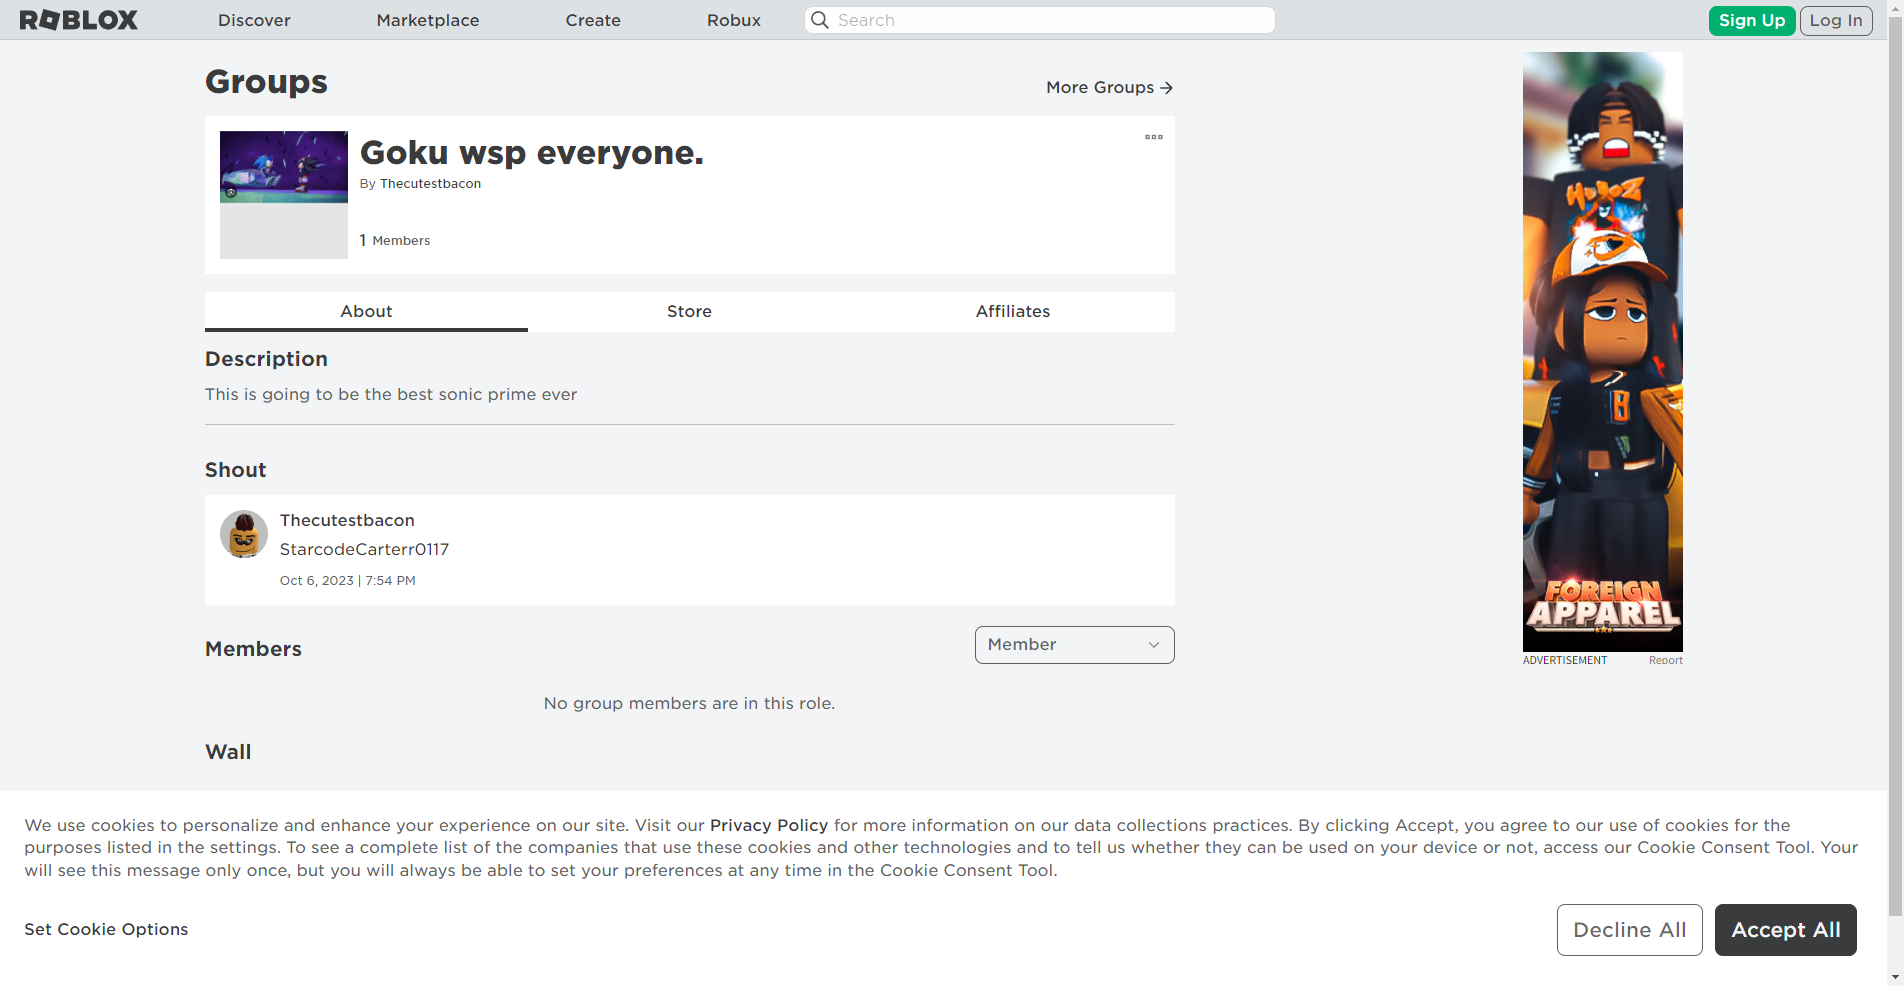 ROBLOX Discover Marketplace Create Robux Search Sign Up Log In
Groups
More Groups
Goku wsp everyone.
By Thecutestbacon
1 Members
About Store Affiliates
Description
This is going to be the best sonic prime ever
Shout
Thecutestbacon
StarcodeCarterr0117
Oct 6, 2023 | 7:54 PM
Members
Member
No group members are in this role.
Wall
FOREIGN
APPAREL
ADVERTISEMENT Report
We use cookies to personalize and enhance your experience on our site. Visit our Privacy Policy for more information on our data collections practices. By clicking Accept, you agree to our use of cookies for the
purposes listed in the settings. To see a complete list of the companies that use these cookies and other technologies and to tell us whether they can be used on your device or not, access our Cookie Consent Tool. Your
will see this message only once, but you will always be able to set your preferences at any time in the Cookie Consent Tool.
Set Cookie Options
Decline All Accept All